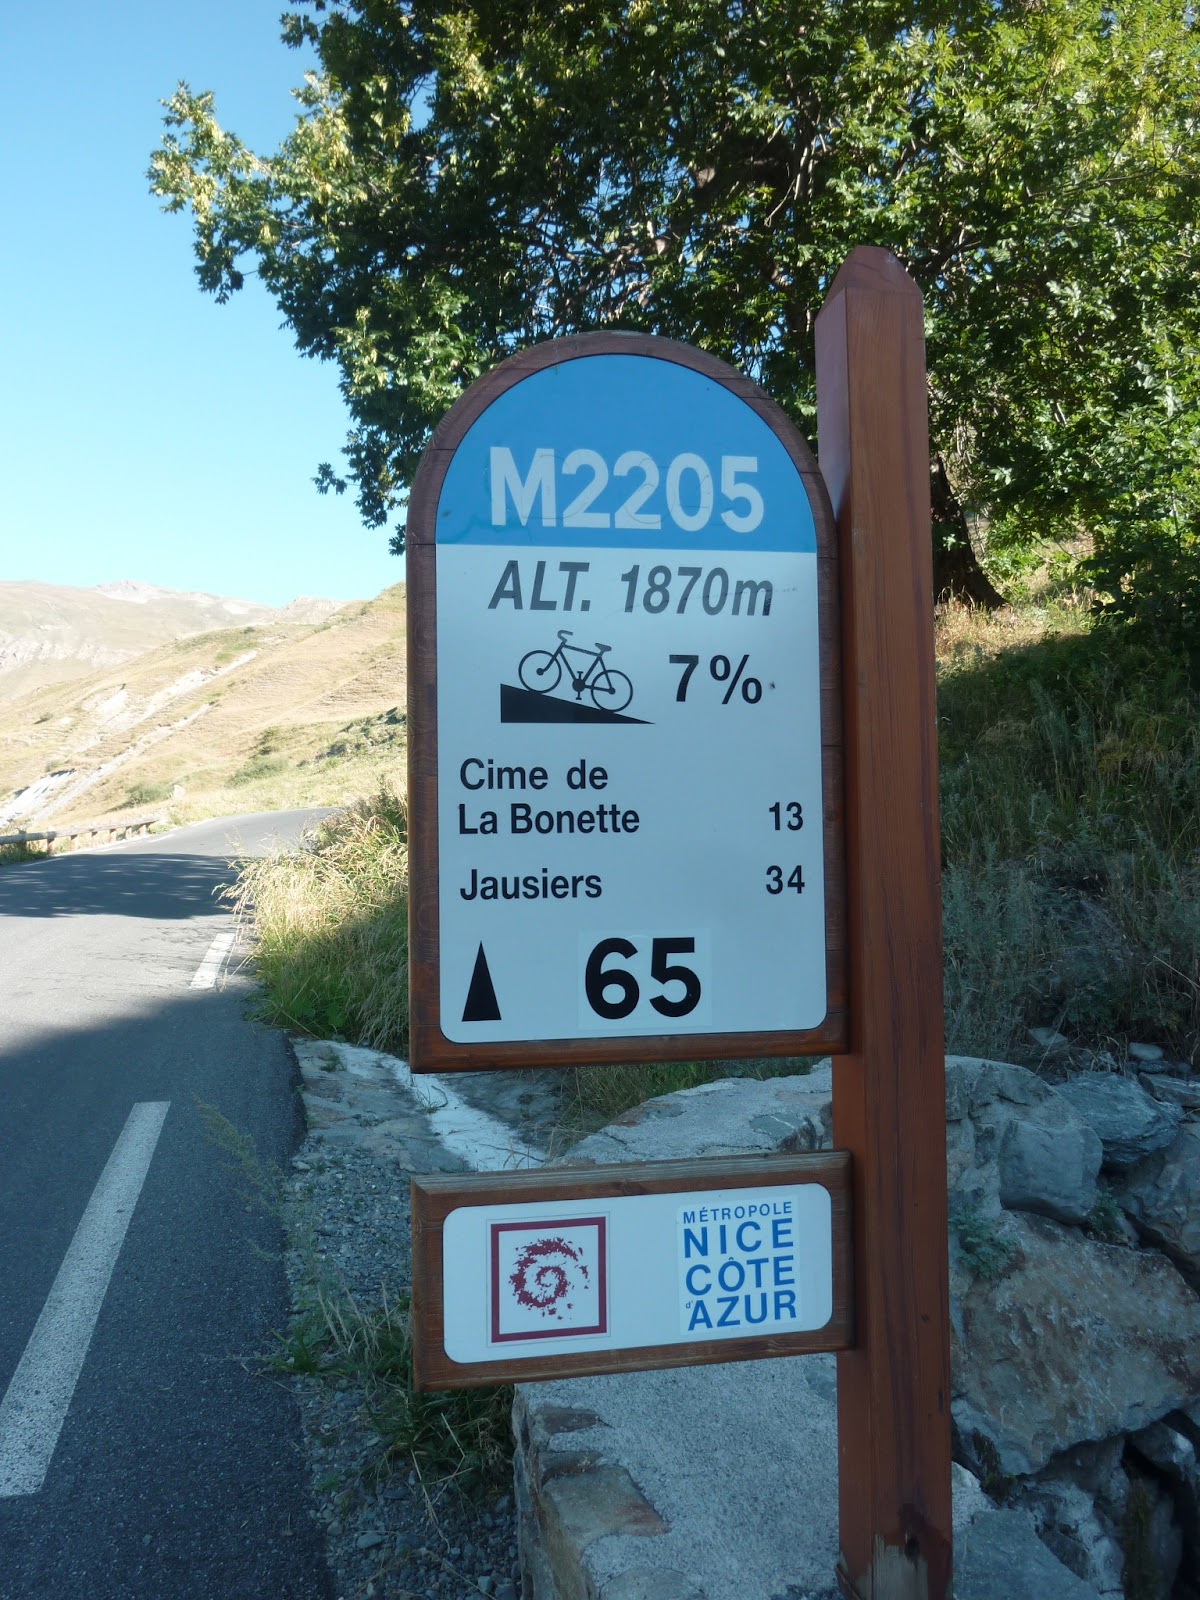 M2205
ALT. 1870m
7%
Cime de
La Bonette 13
Jausiers 34
65
MÉTROPOLE
NICE
CÔTE
d'AZUR